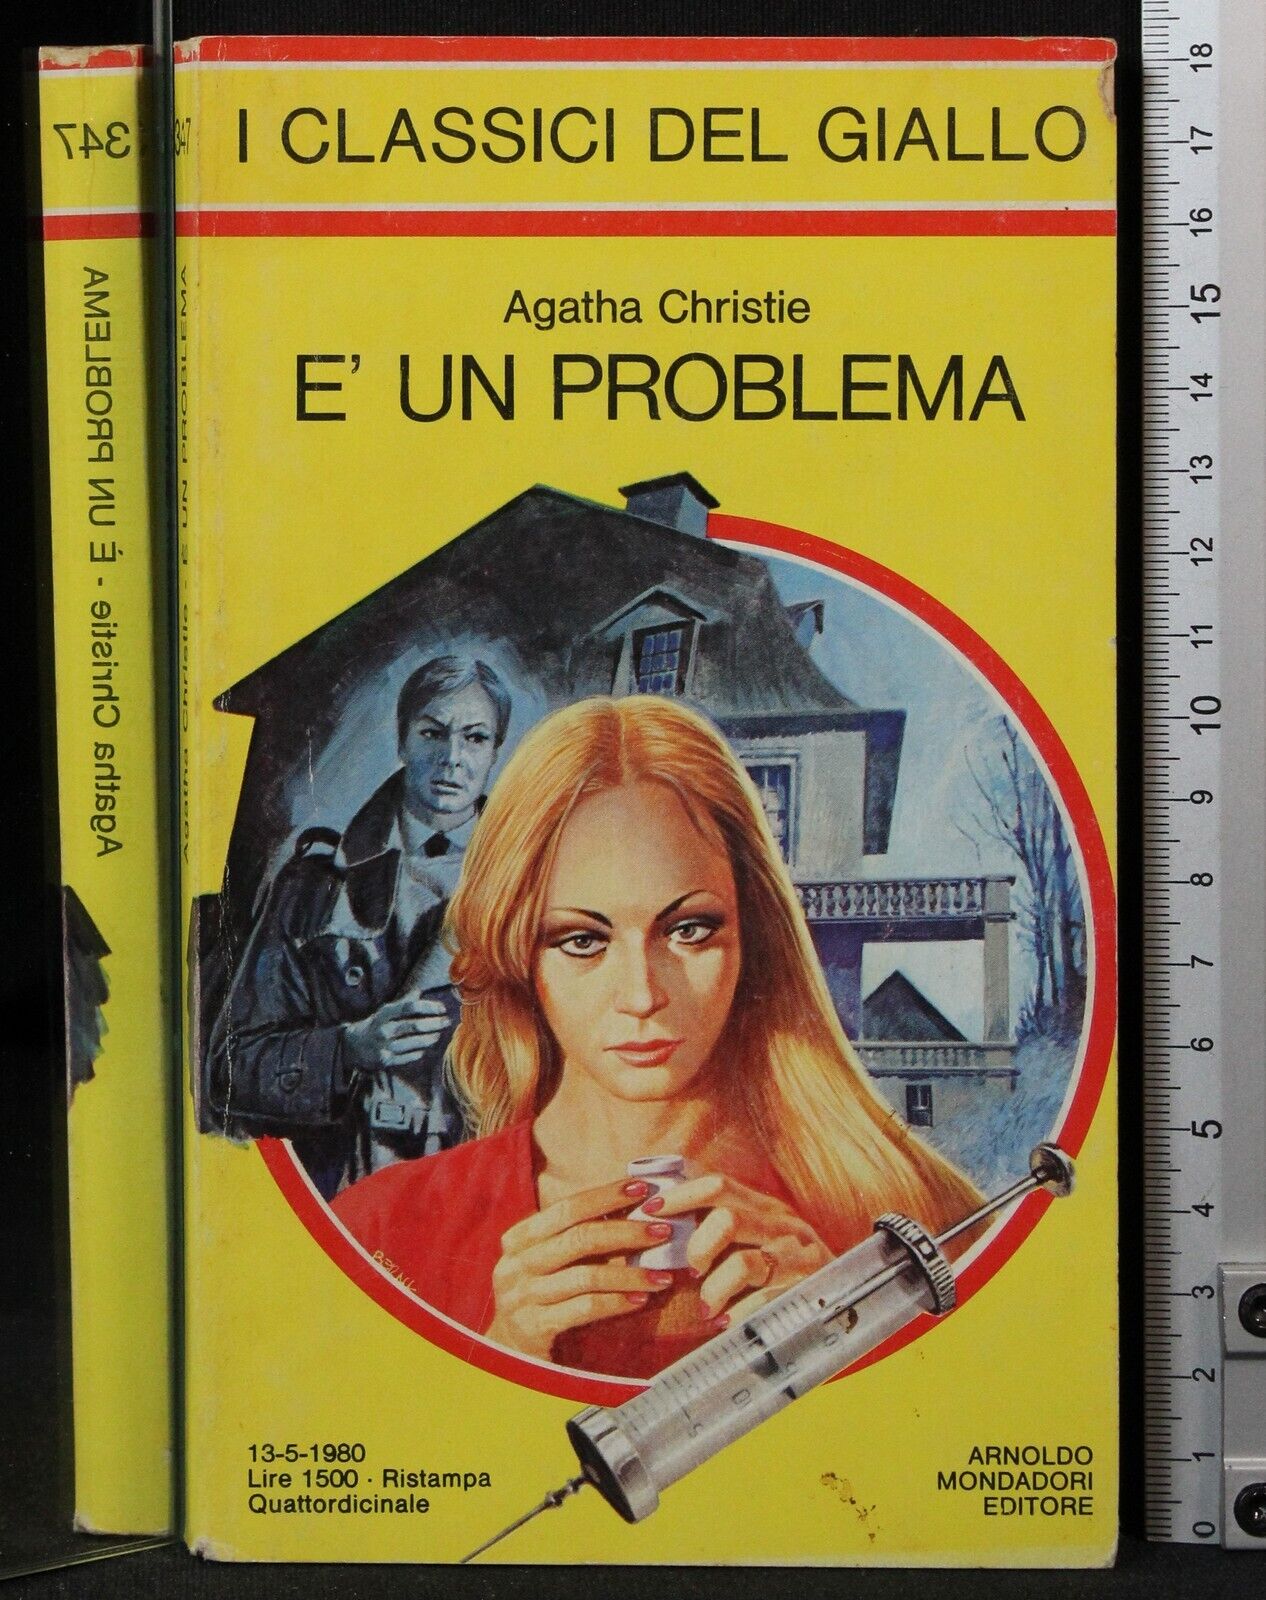 347
I CLASSICI DEL GIALLO
Agatha Christie
E' UN PROBLEMA
13-5-1980
Lire 1500 · Ristampa
Quattordicinale
ARNOLDO
MONDADORI
EDITORE
BERNI
347
Agatha Christie - È UN PROBLEMA
347
Agatha Christie - É UN PROBLEMA
18
17
16
15
14
13
12
11
10
9
8
7
6
5
4
3
2
1
0